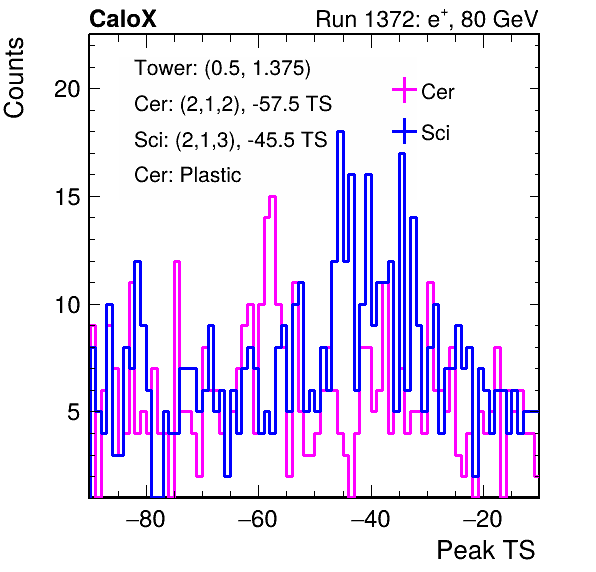 CaloX Run 1372: e⁺, 80 GeV
Counts
Tower: (0.5, 1.375)
Cer: (2,1,2), -57.5 TS
Sci: (2,1,3), -45.5 TS
Cer: Plastic
Cer
Sci
20
15
10
5
−80 −60 −40 −20
Peak TS